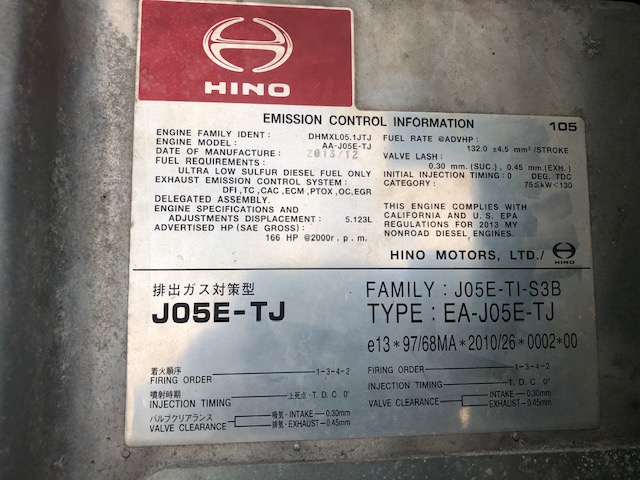 HINO
EMISSION CONTROL INFORMATION 105
ENGINE FAMILY IDENT: DHMXL05.1JTJ
ENGINE MODEL: AA-J05E-TJ
DATE OF MANUFACTURE: 2013/12
FUEL REQUIREMENTS:
ULTRA LOW SULFUR DIESEL FUEL ONLY
EXHAUST EMISSION CONTROL SYSTEM:
DFI,TC,CAC,ECM,PTOX,OC,EGR
DELEGATED ASSEMBLY.
ENGINE SPECIFICATIONS AND
ADJUSTMENTS DISPLACEMENT: 5.123L
ADVERTISED HP (SAE GROSS):
166 HP @2000r.p.m.
FUEL RATE @ADVHP:
132.0 ±4.5 mm³/STROKE
VALVE LASH:
0.30 mm.(SUC.), 0.45 mm.(EXH.)
INITIAL INJECTION TIMING: 0 DEG. TDC
CATEGORY: 75≤kW<130
THIS ENGINE COMPLIES WITH
CALIFORNIA AND U.S. EPA
REGULATIONS FOR 2013 MY
NONROAD DIESEL ENGINES.
HINO MOTORS, LTD./ HINO
排出ガス対策型
J05E-TJ
着火順序
FIRING ORDER 1-3-4-2
噴射時期
INJECTION TIMING 上死点・T.D.C 0°
バルブクリアランス 吸気・INTAKE-0.30mm
VALVE CLEARANCE 排気・EXHAUST-0.45mm
FAMILY : J05E-TI-S3B
TYPE : EA-J05E-TJ
e13*97/68MA*2010/26*0002*00
FIRING ORDER 1-3-4-2
INJECTION TIMING T.D.C 0°
VALVE CLEARANCE INTAKE-0.30mm
EXHAUST-0.45mm